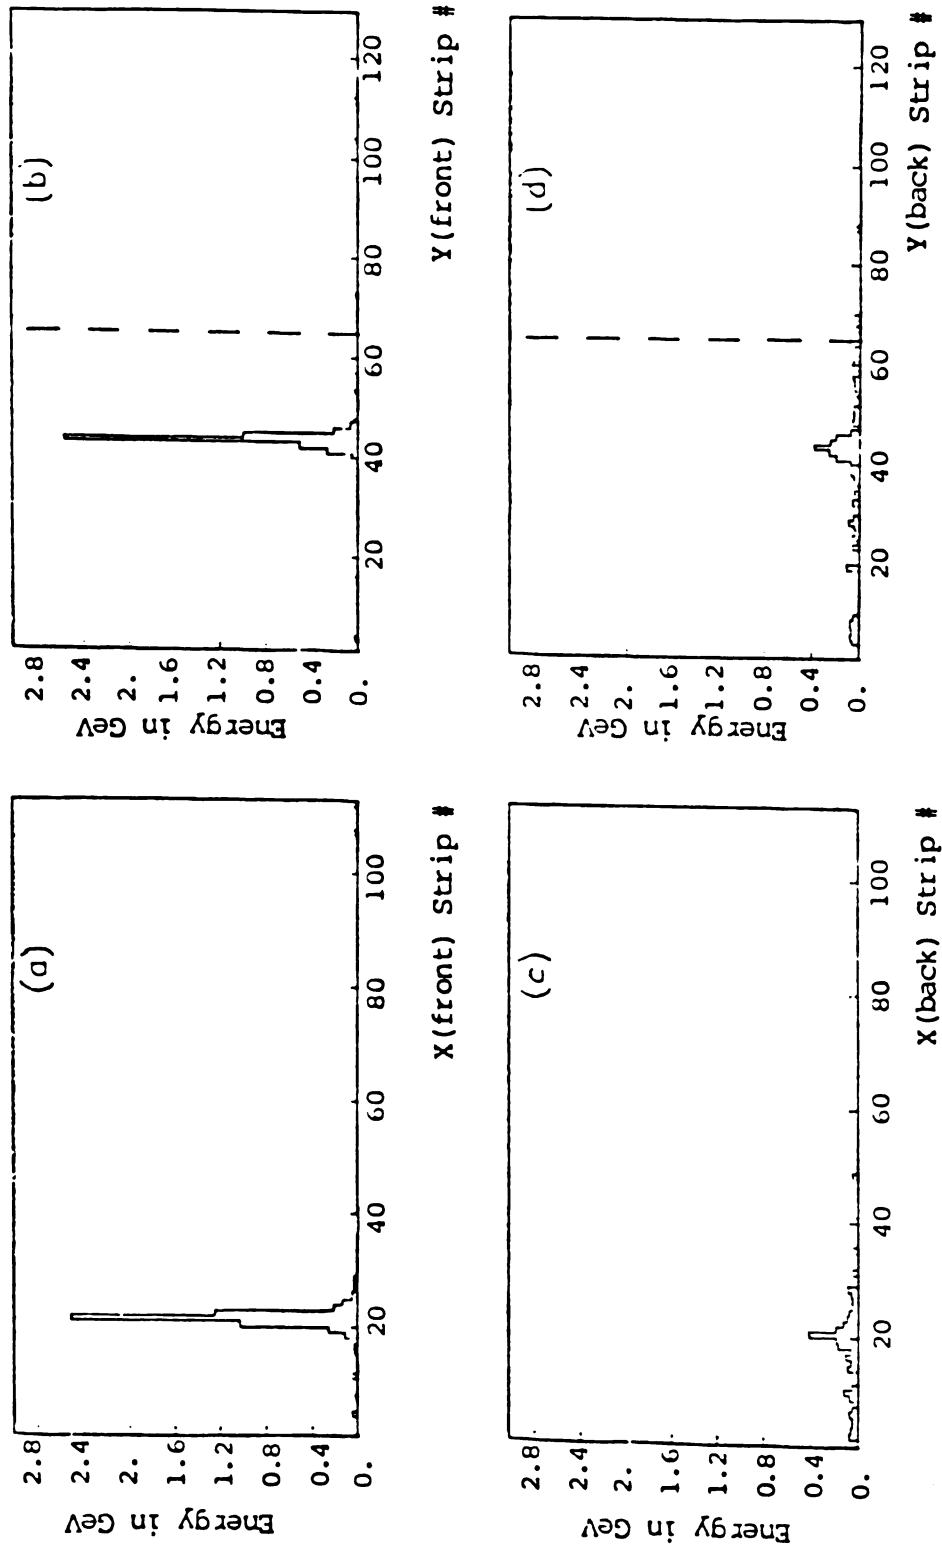 (a)
Energy in GeV
2.8
2.4
2.
1.6
1.2
0.8
0.4
0.
20 40 60 80 100
X(front) Strip #
(b)
Energy in GeV
2.8
2.4
2.
1.6
1.2
0.8
0.4
0.
20 40 60 80 100 120
Y(front) Strip #
(c)
Energy in GeV
2.8
2.4
2.
1.6
1.2
0.8
0.4
0.
20 40 60 80 100
X(back) Strip #
(d)
Energy in GeV
2.8
2.4
2.
1.6
1.2
0.8
0.4
0.
20 40 60 80 100 120
Y(back) Strip #